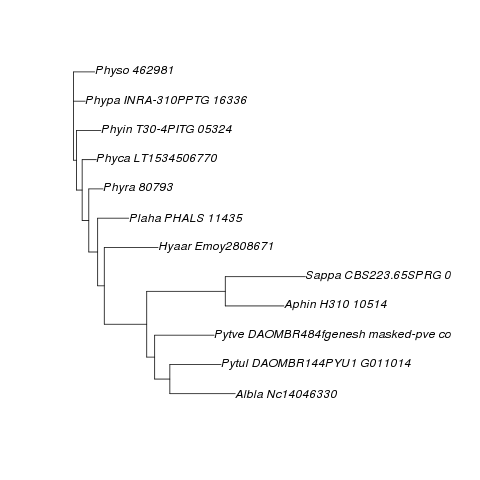 Physo 462981
Phypa INRA-310PPTG 16336
Phyin T30-4PITG 05324
Phyca LT1534506770
Phyra 80793
Plaha PHALS 11435
Hyaar Emoy2808671
Sappa CBS223.65SPRG 0
Aphin H310 10514
Pytve DAOMBR484fgenesh masked-pve co
Pytul DAOMBR144PYU1 G011014
Albla Nc14046330